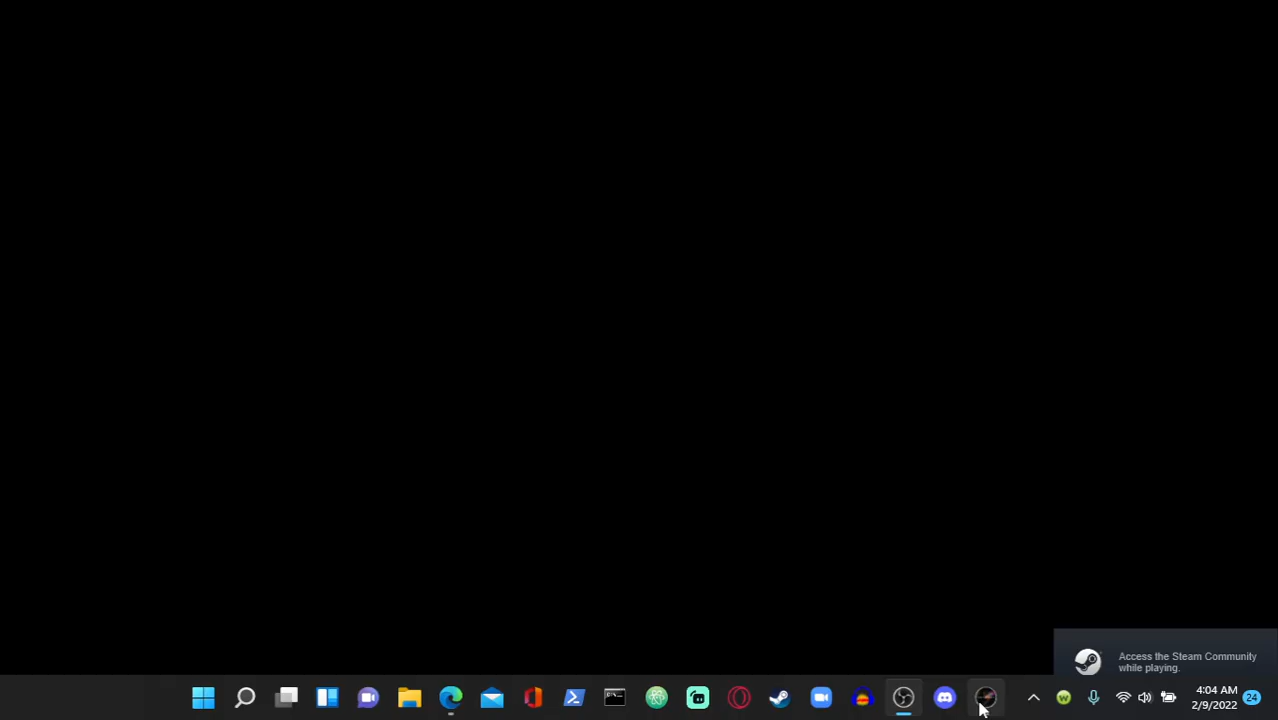 Access the Steam Community
while playing.
4:04 AM
2/9/2022
24